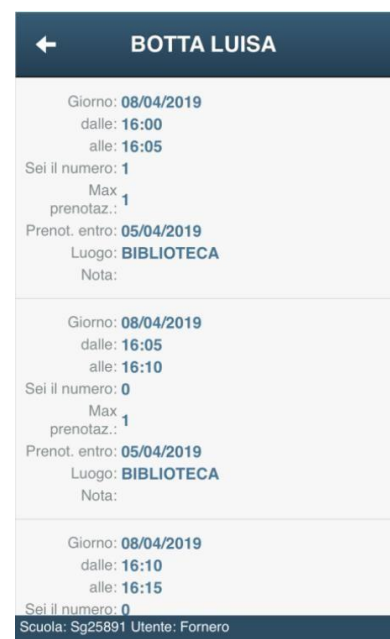 BOTTA LUISA
Giorno: 08/04/2019
dalle: 16:00
alle: 16:05
Sei il numero: 1
Max
prenotaz.: 1
Prenot. entro: 05/04/2019
Luogo: BIBLIOTECA
Nota:
Giorno: 08/04/2019
dalle: 16:05
alle: 16:10
Sei il numero: 0
Max
prenotaz.: 1
Prenot. entro: 05/04/2019
Luogo: BIBLIOTECA
Nota:
Giorno: 08/04/2019
dalle: 16:10
alle: 16:15
Sei il numero: 0
Scuola: Sg25891 Utente: Fornero